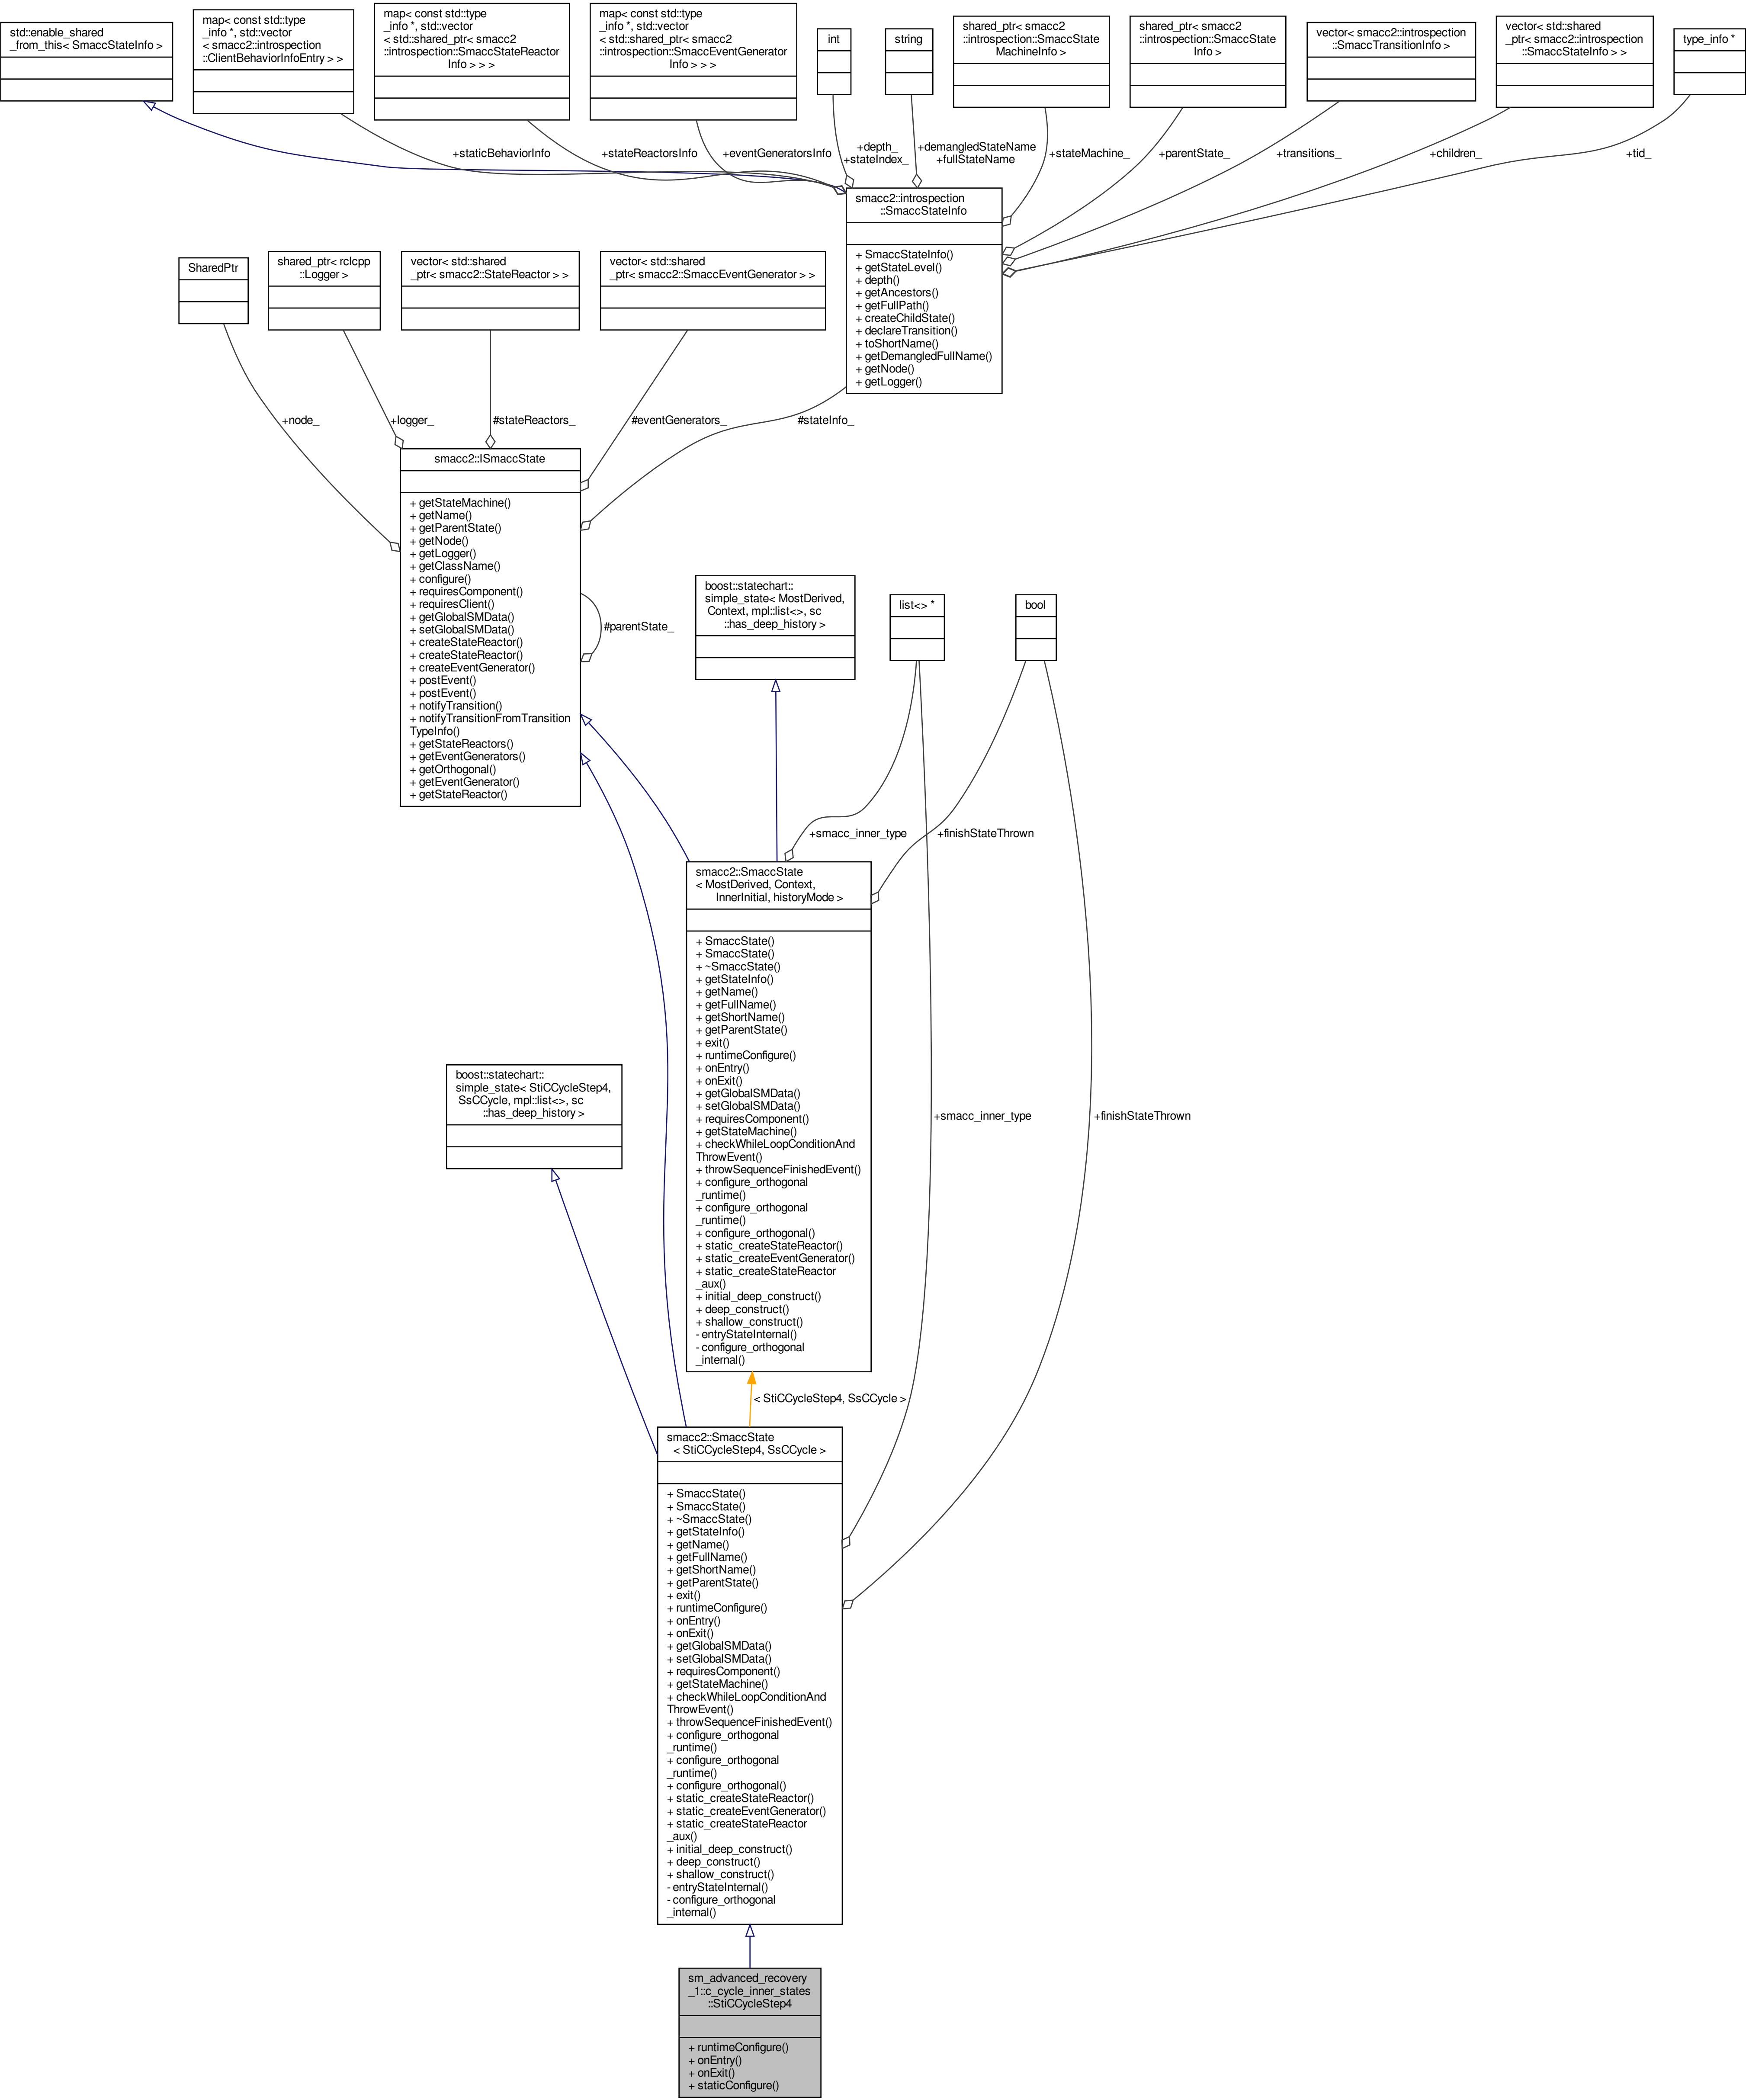 std::enable_shared
_from_this< SmaccStateInfo >
map< const std::type
_info *, std::vector
< smacc2::introspection
::ClientBehaviorInfoEntry > >
map< const std::type
_info *, std::vector
< std::shared_ptr< smacc2
::introspection::SmaccStateReactor
Info > > >
map< const std::type
_info *, std::vector
< std::shared_ptr< smacc2
::introspection::SmaccEventGenerator
Info > > >
int
string
shared_ptr< smacc2
::introspection::SmaccState
MachineInfo >
shared_ptr< smacc2
::introspection::SmaccState
Info >
vector< smacc2::introspection
::SmaccTransitionInfo >
vector< std::shared
_ptr< smacc2::introspection
::SmaccStateInfo > >
type_info *
+staticBehaviorInfo
+stateReactorsInfo
+eventGeneratorsInfo
+depth_
+stateIndex_
+demangledStateName
+fullStateName
+stateMachine_
+parentState_
+transitions_
+children_
+tid_
smacc2::introspection
::SmaccStateInfo
+ SmaccStateInfo()
+ getStateLevel()
+ depth()
+ getAncestors()
+ getFullPath()
+ createChildState()
+ declareTransition()
+ toShortName()
+ getDemangledFullName()
+ getNode()
+ getLogger()
SharedPtr
shared_ptr< rclcpp
::Logger >
vector< std::shared
_ptr< smacc2::StateReactor > >
vector< std::shared
_ptr< smacc2::SmaccEventGenerator > >
+node_
+logger_
#stateReactors_
#eventGenerators_
#stateInfo_
smacc2::ISmaccState
+ getStateMachine()
+ getName()
+ getParentState()
+ getNode()
+ getLogger()
+ getClassName()
+ configure()
+ requiresComponent()
+ requiresClient()
+ getGlobalSMData()
+ setGlobalSMData()
+ createStateReactor()
+ createStateReactor()
+ createEventGenerator()
+ postEvent()
+ postEvent()
+ notifyTransition()
+ notifyTransitionFromTransition
TypeInfo()
+ getStateReactors()
+ getEventGenerators()
+ getOrthogonal()
+ getEventGenerator()
+ getStateReactor()
#parentState_
boost::statechart::
simple_state< MostDerived,
Context, mpl::list<>, sc
::has_deep_history >
list<> *
bool
+smacc_inner_type
+finishStateThrown
smacc2::SmaccState
< MostDerived, Context,
InnerInitial, historyMode >
+ SmaccState()
+ SmaccState()
+ ~SmaccState()
+ getStateInfo()
+ getName()
+ getFullName()
+ getShortName()
+ getParentState()
+ exit()
+ runtimeConfigure()
+ onEntry()
+ onExit()
+ getGlobalSMData()
+ setGlobalSMData()
+ requiresComponent()
+ getStateMachine()
+ checkWhileLoopConditionAnd
ThrowEvent()
+ throwSequenceFinishedEvent()
+ configure_orthogonal
_runtime()
+ configure_orthogonal
_runtime()
+ configure_orthogonal()
+ static_createStateReactor()
+ static_createEventGenerator()
+ static_createStateReactor
_aux()
+ initial_deep_construct()
+ deep_construct()
+ shallow_construct()
- entryStateInternal()
- configure_orthogonal
_internal()
boost::statechart::
simple_state< StiCCycleStep4,
SsCCycle, mpl::list<>, sc
::has_deep_history >
+smacc_inner_type
+finishStateThrown
< StiCCycleStep4, SsCCycle >
smacc2::SmaccState
< StiCCycleStep4, SsCCycle >
+ SmaccState()
+ SmaccState()
+ ~SmaccState()
+ getStateInfo()
+ getName()
+ getFullName()
+ getShortName()
+ getParentState()
+ exit()
+ runtimeConfigure()
+ onEntry()
+ onExit()
+ getGlobalSMData()
+ setGlobalSMData()
+ requiresComponent()
+ getStateMachine()
+ checkWhileLoopConditionAnd
ThrowEvent()
+ throwSequenceFinishedEvent()
+ configure_orthogonal
_runtime()
+ configure_orthogonal
_runtime()
+ configure_orthogonal()
+ static_createStateReactor()
+ static_createEventGenerator()
+ static_createStateReactor
_aux()
+ initial_deep_construct()
+ deep_construct()
+ shallow_construct()
- entryStateInternal()
- configure_orthogonal
_internal()
sm_advanced_recovery
_1::c_cycle_inner_states
::StiCCycleStep4
+ runtimeConfigure()
+ onEntry()
+ onExit()
+ staticConfigure()